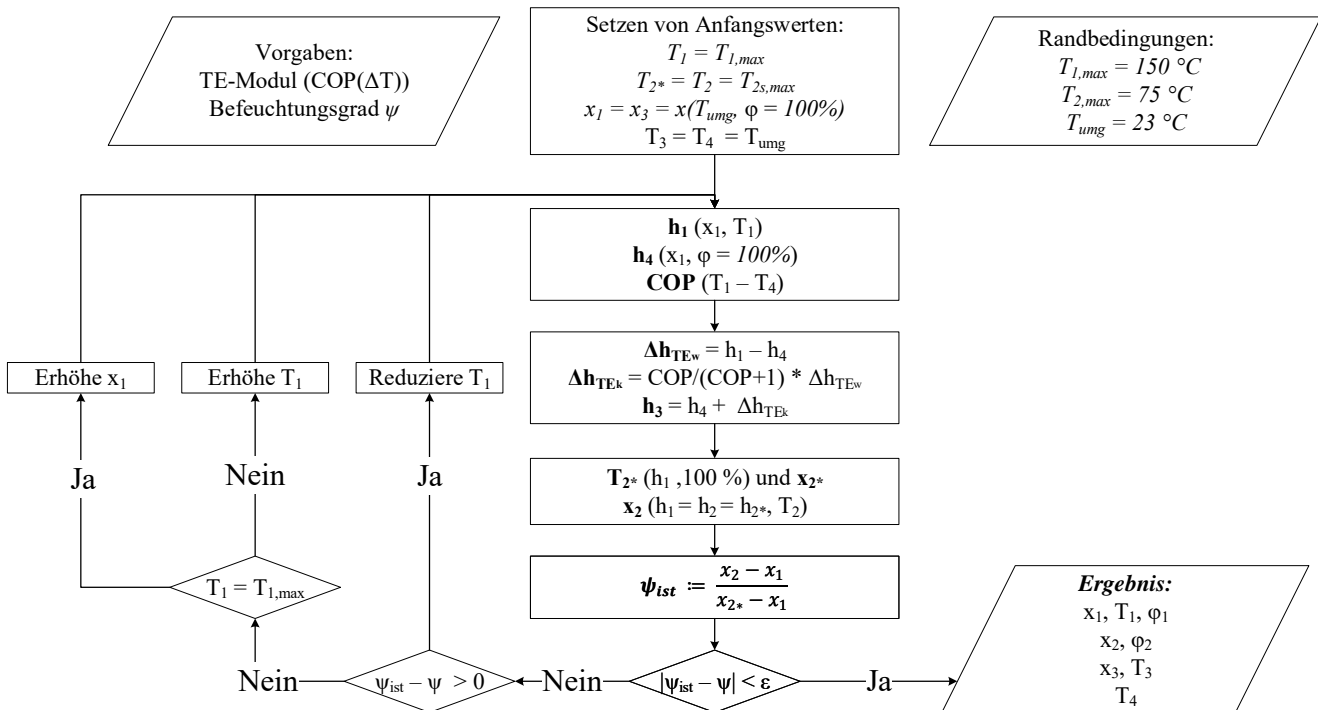 Vorgaben:
TE-Modul (COP(ΔT))
Befeuchtungsgrad ψ
Setzen von Anfangswerten:
T₁ = T₁,max
T₂* = T₂ = T₂s,max
x₁ = x₃ = x(Tumg, φ = 100%)
T₃ = T₄ = Tumg
Randbedingungen:
T₁,max = 150 °C
T₂,max = 75 °C
Tumg = 23 °C
h₁ (x₁, T₁)
h₄ (x₁, φ = 100%)
COP (T₁ – T₄)
Δh_TEw = h₁ – h₄
Δh_TEk = COP/(COP+1) * Δh_TEw
h₃ = h₄ + Δh_TEk
Erhöhe x₁
Erhöhe T₁
Reduziere T₁
Ja
Nein
Ja
T₂* (h₁ ,100 %) und x₂*
x₂ (h₁ = h₂ = h₂*, T₂)
T₁ = T₁,max
ψist := (x₂ − x₁) / (x₂* − x₁)
Nein
ψist – ψ > 0
Nein
|ψist – ψ| < ε
Ja
Ergebnis:
x₁, T₁, φ₁
x₂, φ₂
x₃, T₃
T₄